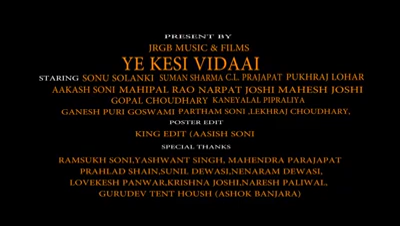 PRESENT BY
JRGB MUSIC & FILMS
YE KESI VIDAAI
STARING SONU SOLANKI SUMAN SHARMA C.L. PRAJAPAT PUKHRAJ LOHAR
AAKASH SONI MAHIPAL RAO NARPAT JOSHI MAHESH JOSHI
GOPAL CHOUDHARY KANEYALAL PIPRALIYA
GANESH PURI GOSWAMI PARTHAM SONI ,LEKHRAJ CHOUDHARY,
POSTER EDIT
KING EDIT (AASISH SONI
SPECIAL THANKS
RAMSUKH SONI,YASHWANT SINGH, MAHENDRA PARAJAPAT
PRAHLAD SHAIN,SUNIL DEWASI,NENARAM DEWASI,
LOVEKESH PANWAR,KRISHNA JOSHI,NARESH PALIWAL,
GURUDEV TENT HOUSH (ASHOK BANJARA)